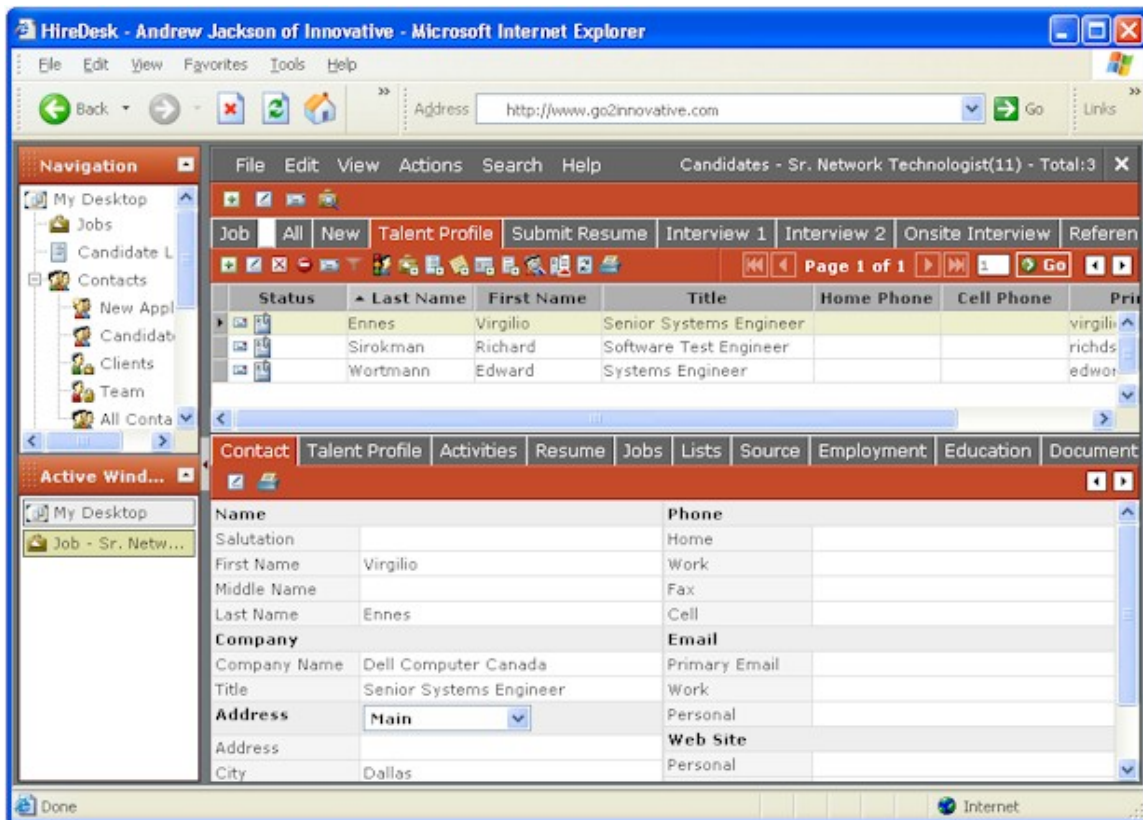 HireDesk - Andrew Jackson of Innovative - Microsoft Internet Explorer
File Edit View Favorites Tools Help
Back Address http://www.go2innovative.com Go Links
Navigation
My Desktop
Jobs
Candidate L
Contacts
New Appl
Candidat
Clients
Team
All Conta
Active Wind...
My Desktop
Job - Sr. Netw...
File Edit View Actions Search Help Candidates - Sr. Network Technologist(11) - Total:3
Job All New Talent Profile Submit Resume Interview 1 Interview 2 Onsite Interview Referen
Page 1 of 1 1 Go
Status Last Name First Name Title Home Phone Cell Phone Pri
Ennes Virgilio Senior Systems Engineer virgili
Sirokman Richard Software Test Engineer richds
Wortmann Edward Systems Engineer edwor
Contact Talent Profile Activities Resume Jobs Lists Source Employment Education Document
Name Phone
Salutation Home
First Name Virgilio Work
Middle Name Fax
Last Name Ennes Cell
Company Email
Company Name Dell Computer Canada Primary Email
Title Senior Systems Engineer Work
Address Main Personal
Web Site
Address Personal
City Dallas
Done Internet